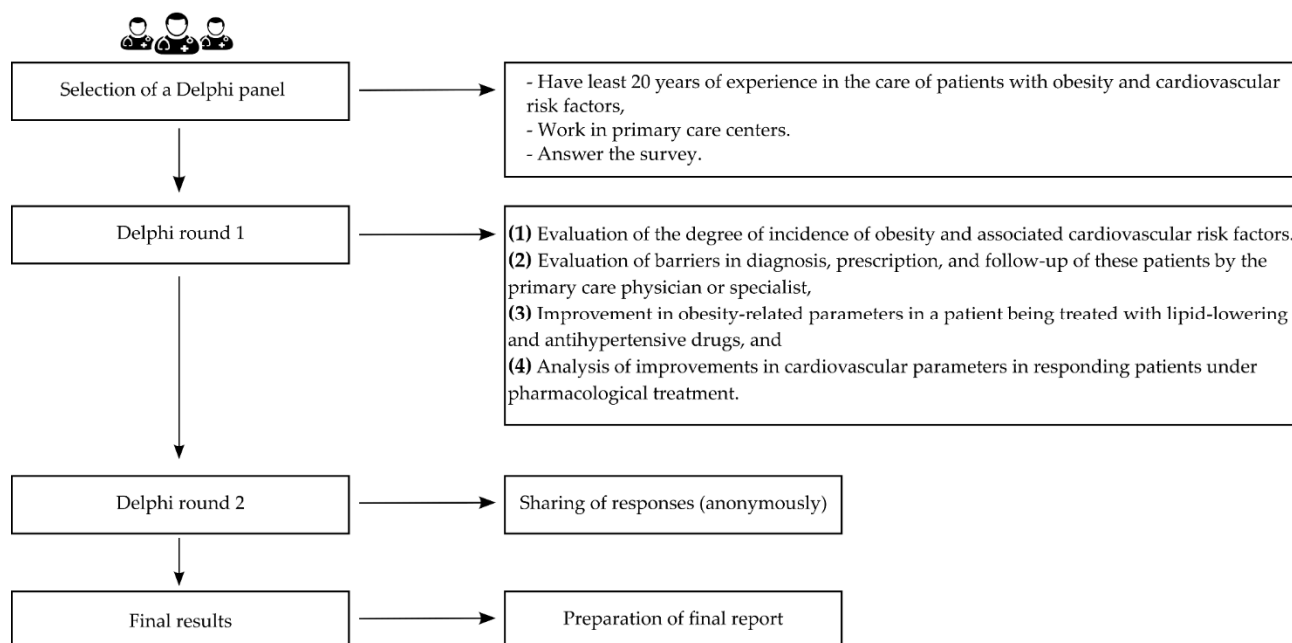 Selection of a Delphi panel
- Have least 20 years of experience in the care of patients with obesity and cardiovascular
risk factors,
- Work in primary care centers.
- Answer the survey.
Delphi round 1
(1) Evaluation of the degree of incidence of obesity and associated cardiovascular risk factors.
(2) Evaluation of barriers in diagnosis, prescription, and follow-up of these patients by the
primary care physician or specialist,
(3) Improvement in obesity-related parameters in a patient being treated with lipid-lowering
and antihypertensive drugs, and
(4) Analysis of improvements in cardiovascular parameters in responding patients under
pharmacological treatment.
Delphi round 2
Sharing of responses (anonymously)
Final results
Preparation of final report